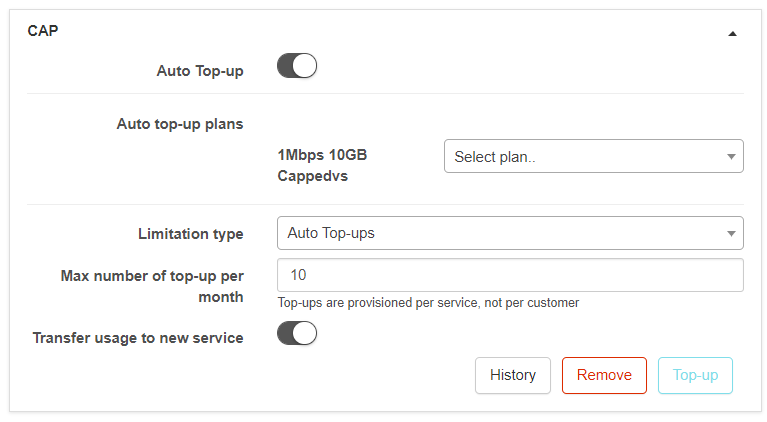 CAP
Auto Top-up
Auto top-up plans
1Mbps 10GB
Cappedvs
Select plan..
Limitation type
Auto Top-ups
Max number of top-up per
month
10
Top-ups are provisioned per service, not per customer
Transfer usage to new service
History
Remove
Top-up